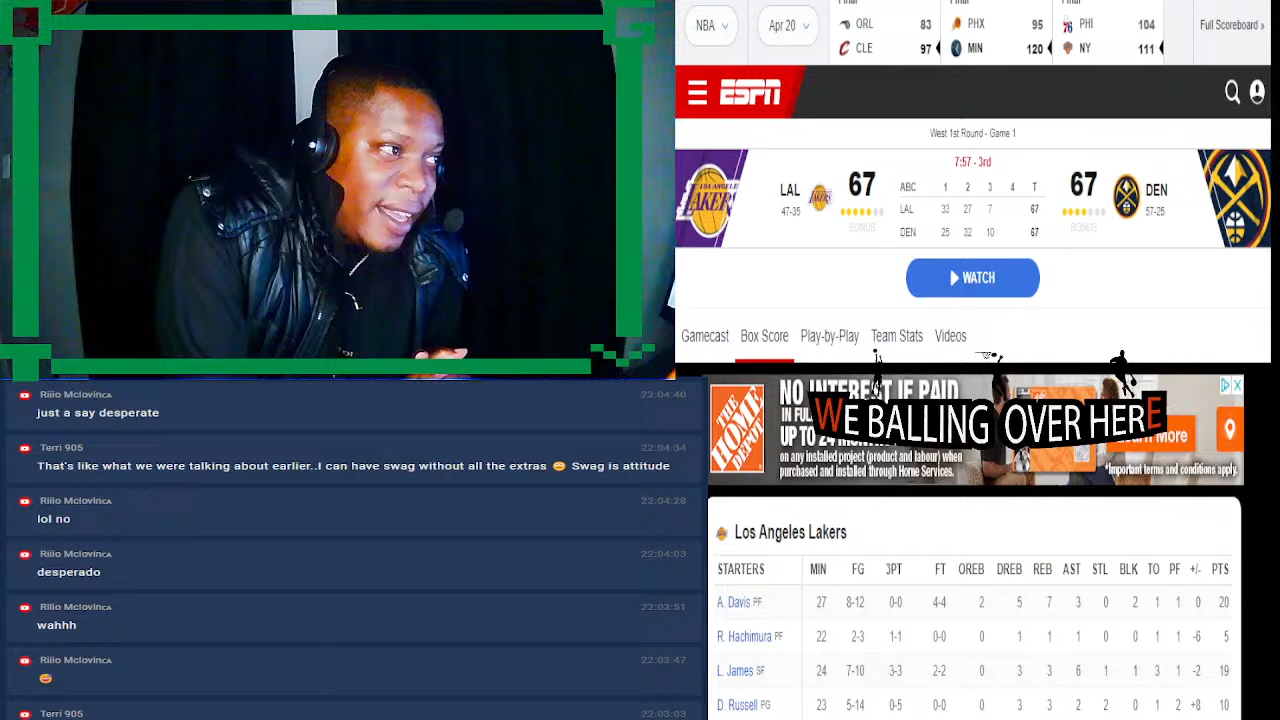 NBA
Apr 20
Final
ORL 83
CLE 97
Final
PHX 95
MIN 120
Final
PHI 104
NY 111
Full Scoreboard »
ESPN
West 1st Round - Game 1
7:57 - 3rd
LAL
47-35
67
BONUS
ABC 1 2 3 4 T
LAL 33 27 7 67
DEN 25 32 10 67
67
BONUS
DEN
57-25
WATCH
Gamecast Box Score Play-by-Play Team Stats Videos
THE HOME DEPOT
NO INTEREST IF PAID
IN FUL
UP TO 24
on any installed project (product and labour) when
purchased and installed through Home Services.
Learn More
*Important terms and conditions apply.
WE BALLING OVER HERE
Los Angeles Lakers
STARTERS MIN FG 3PT FT OREB DREB REB AST STL BLK TO PF +/- PTS
A. Davis PF 27 8-12 0-0 4-4 2 5 7 3 0 2 1 1 0 20
R. Hachimura PF 22 2-3 1-1 0-0 0 1 1 1 0 0 1 1 -6 5
L. James SF 24 7-10 3-3 2-2 0 3 3 6 1 1 3 1 -2 19
D. Russell PG 23 5-14 0-5 0-0 0 3 3 2 2 0 1 2 +8 10
Riiio Mclovinca 22:04:40
just a say desperate
Terri 905 22:04:34
That's like what we were talking about earlier..I can have swag without all the extras 😄 Swag is attitude
Riiio Mclovinca 22:04:28
lol no
Riiio Mclovinca 22:04:03
desperado
Riiio Mclovinca 22:03:51
wahhh
Riiio Mclovinca 22:03:47
😂
Terri 905 22:03:03